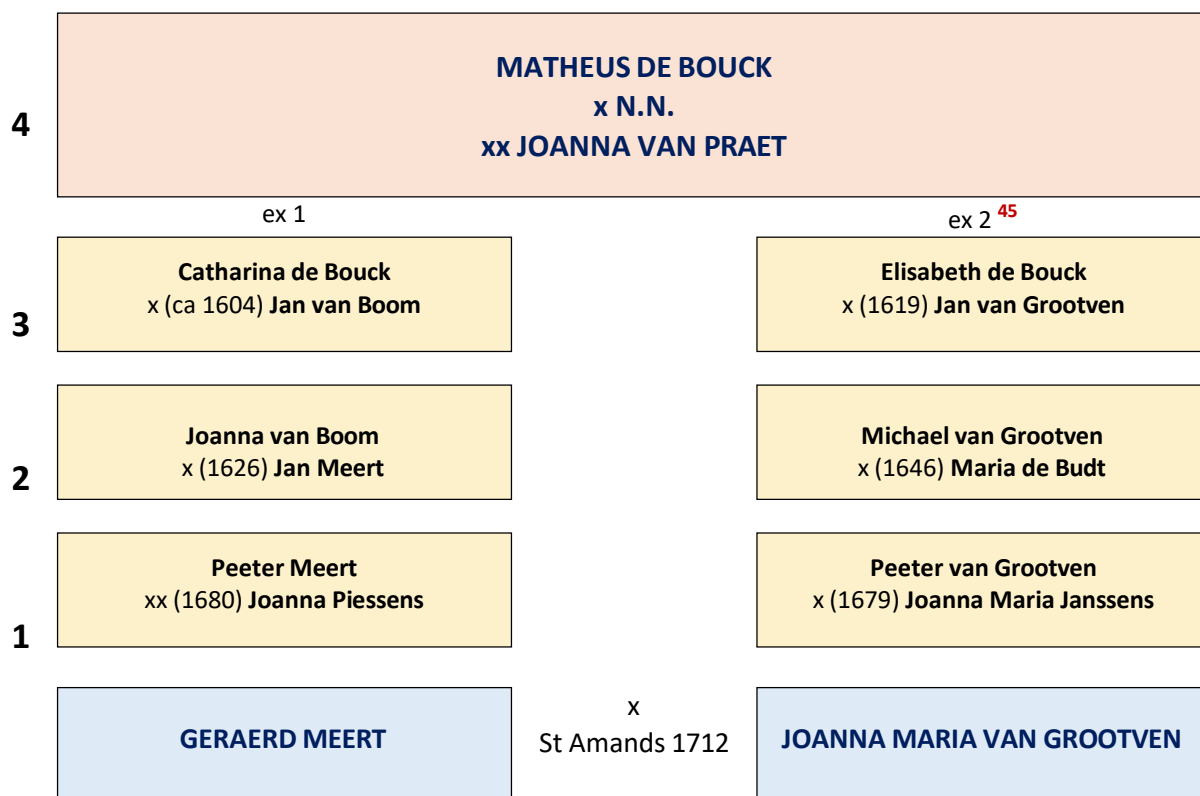 4
MATHEUS DE BOUCK
x N.N.
xx JOANNA VAN PRAET
ex 1
ex 2 45
3
Catharina de Bouck
x (ca 1604) Jan van Boom
Elisabeth de Bouck
x (1619) Jan van Grootven
2
Joanna van Boom
x (1626) Jan Meert
Michael van Grootven
x (1646) Maria de Budt
1
Peeter Meert
xx (1680) Joanna Piessens
Peeter van Grootven
x (1679) Joanna Maria Janssens
GERAERD MEERT
x
St Amands 1712
JOANNA MARIA VAN GROOTVEN